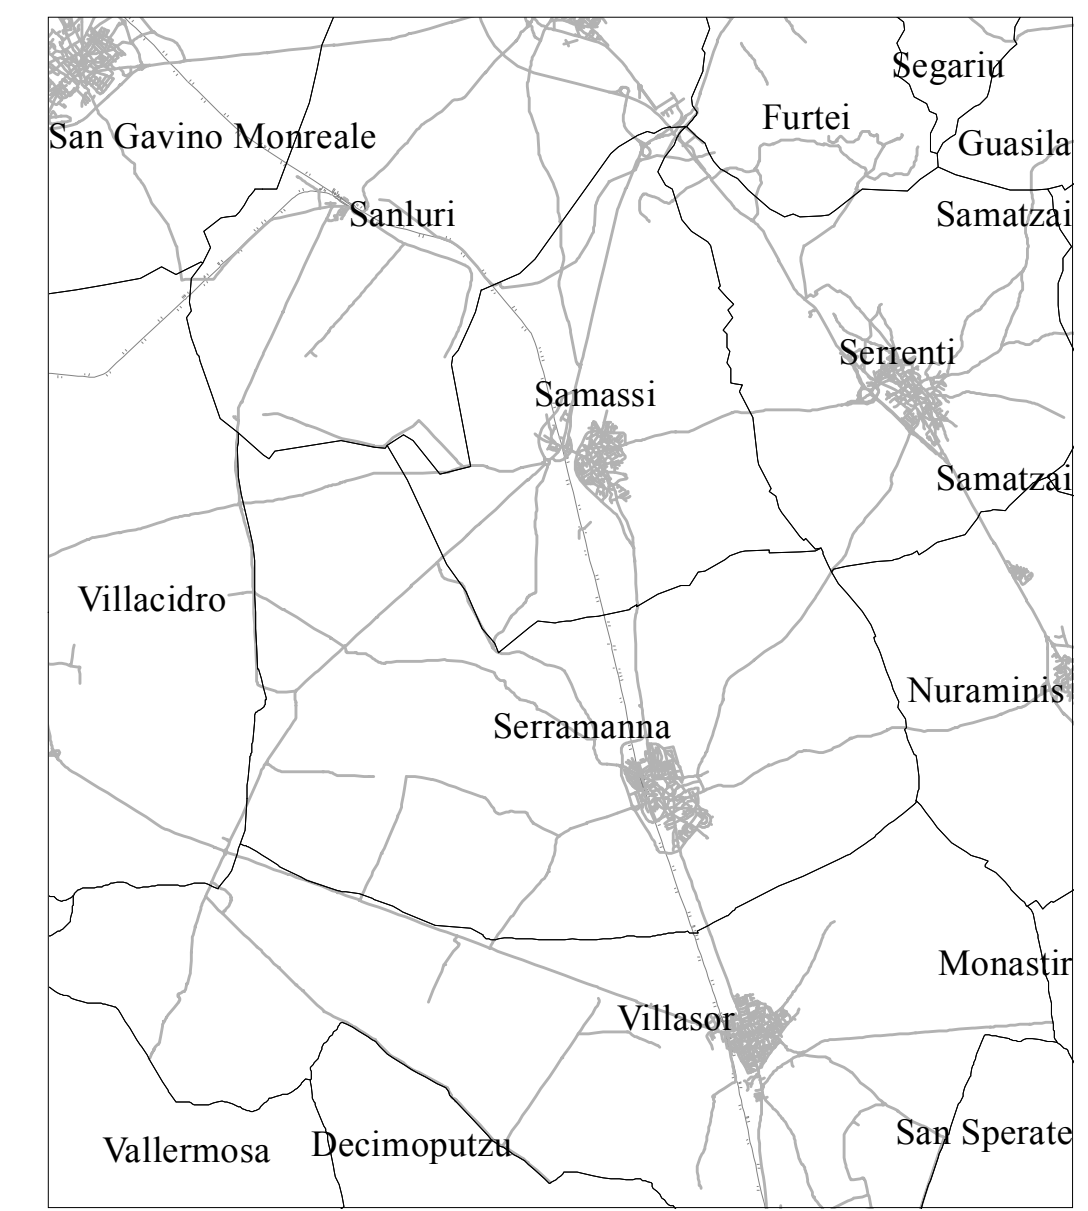 Segariu
Furtei
San Gavino Monreale
Guasila
Sanluri
Samatzai
Serrenti
Samassi
Samatzai
Villacidro
Nuraminis
Serramanna
Monastir
Villasor
San Sperate
Decimoputzu
Vallermosa